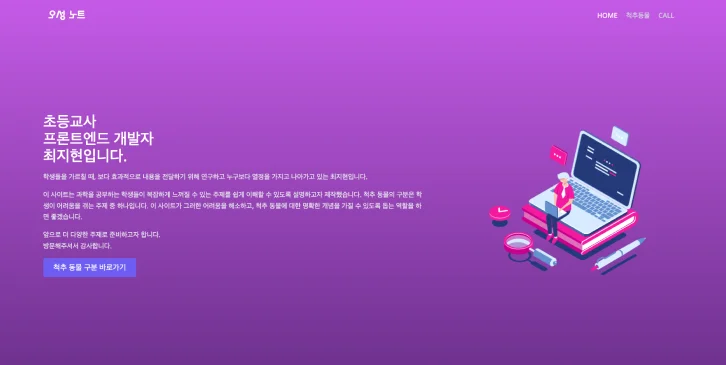 오성 노트
HOME 척추동물 CALL
초등교사
프론트엔드 개발자
최지현입니다.
학생들을 가르칠 때, 보다 효과적으로 내용을 전달하기 위해 연구하고 누구보다 열정을 가지고 나아가고 있는 최지현입니다.
이 사이트는 과학을 공부하는 학생들이 복잡하게 느껴질 수 있는 주제를 쉽게 이해할 수 있도록 설명하고자 제작했습니다. 척추 동물의 구분은 학
생이 어려움을 겪는 주제 중 하나입니다. 이 사이트가 그러한 어려움을 해소하고, 척추 동물에 대한 명확한 개념을 가질 수 있도록 돕는 역할을 하
면 좋겠습니다.
앞으로 더 다양한 주제로 준비하고자 합니다.
방문해주셔서 감사합니다.
척추 동물 구분 바로가기